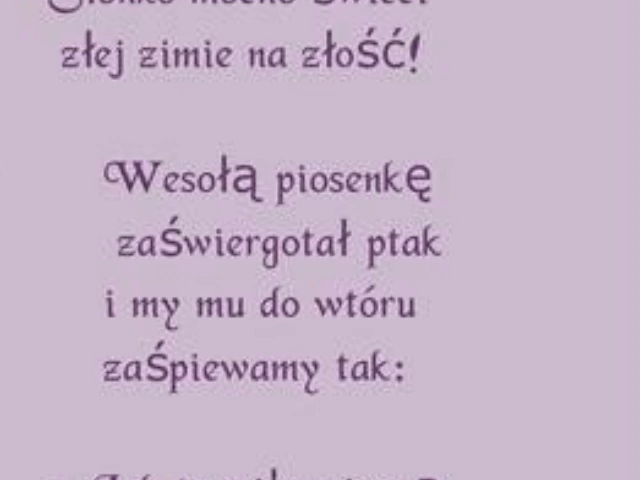 złej zimie na złość!
Wesołą piosenkę
zaświergotał ptak
i my mu do wtóru
zaśpiewamy tak: